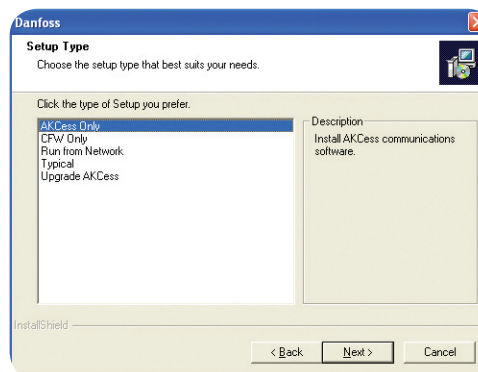 Danfoss
Setup Type
Choose the setup type that best suits your needs.
Click the type of Setup you prefer.
AKCess Only
CFW Only
Run from Network
Typical
Upgrade AKCess
Description
Install AKCess communications
software.
InstallShield
< Back
Next >
Cancel